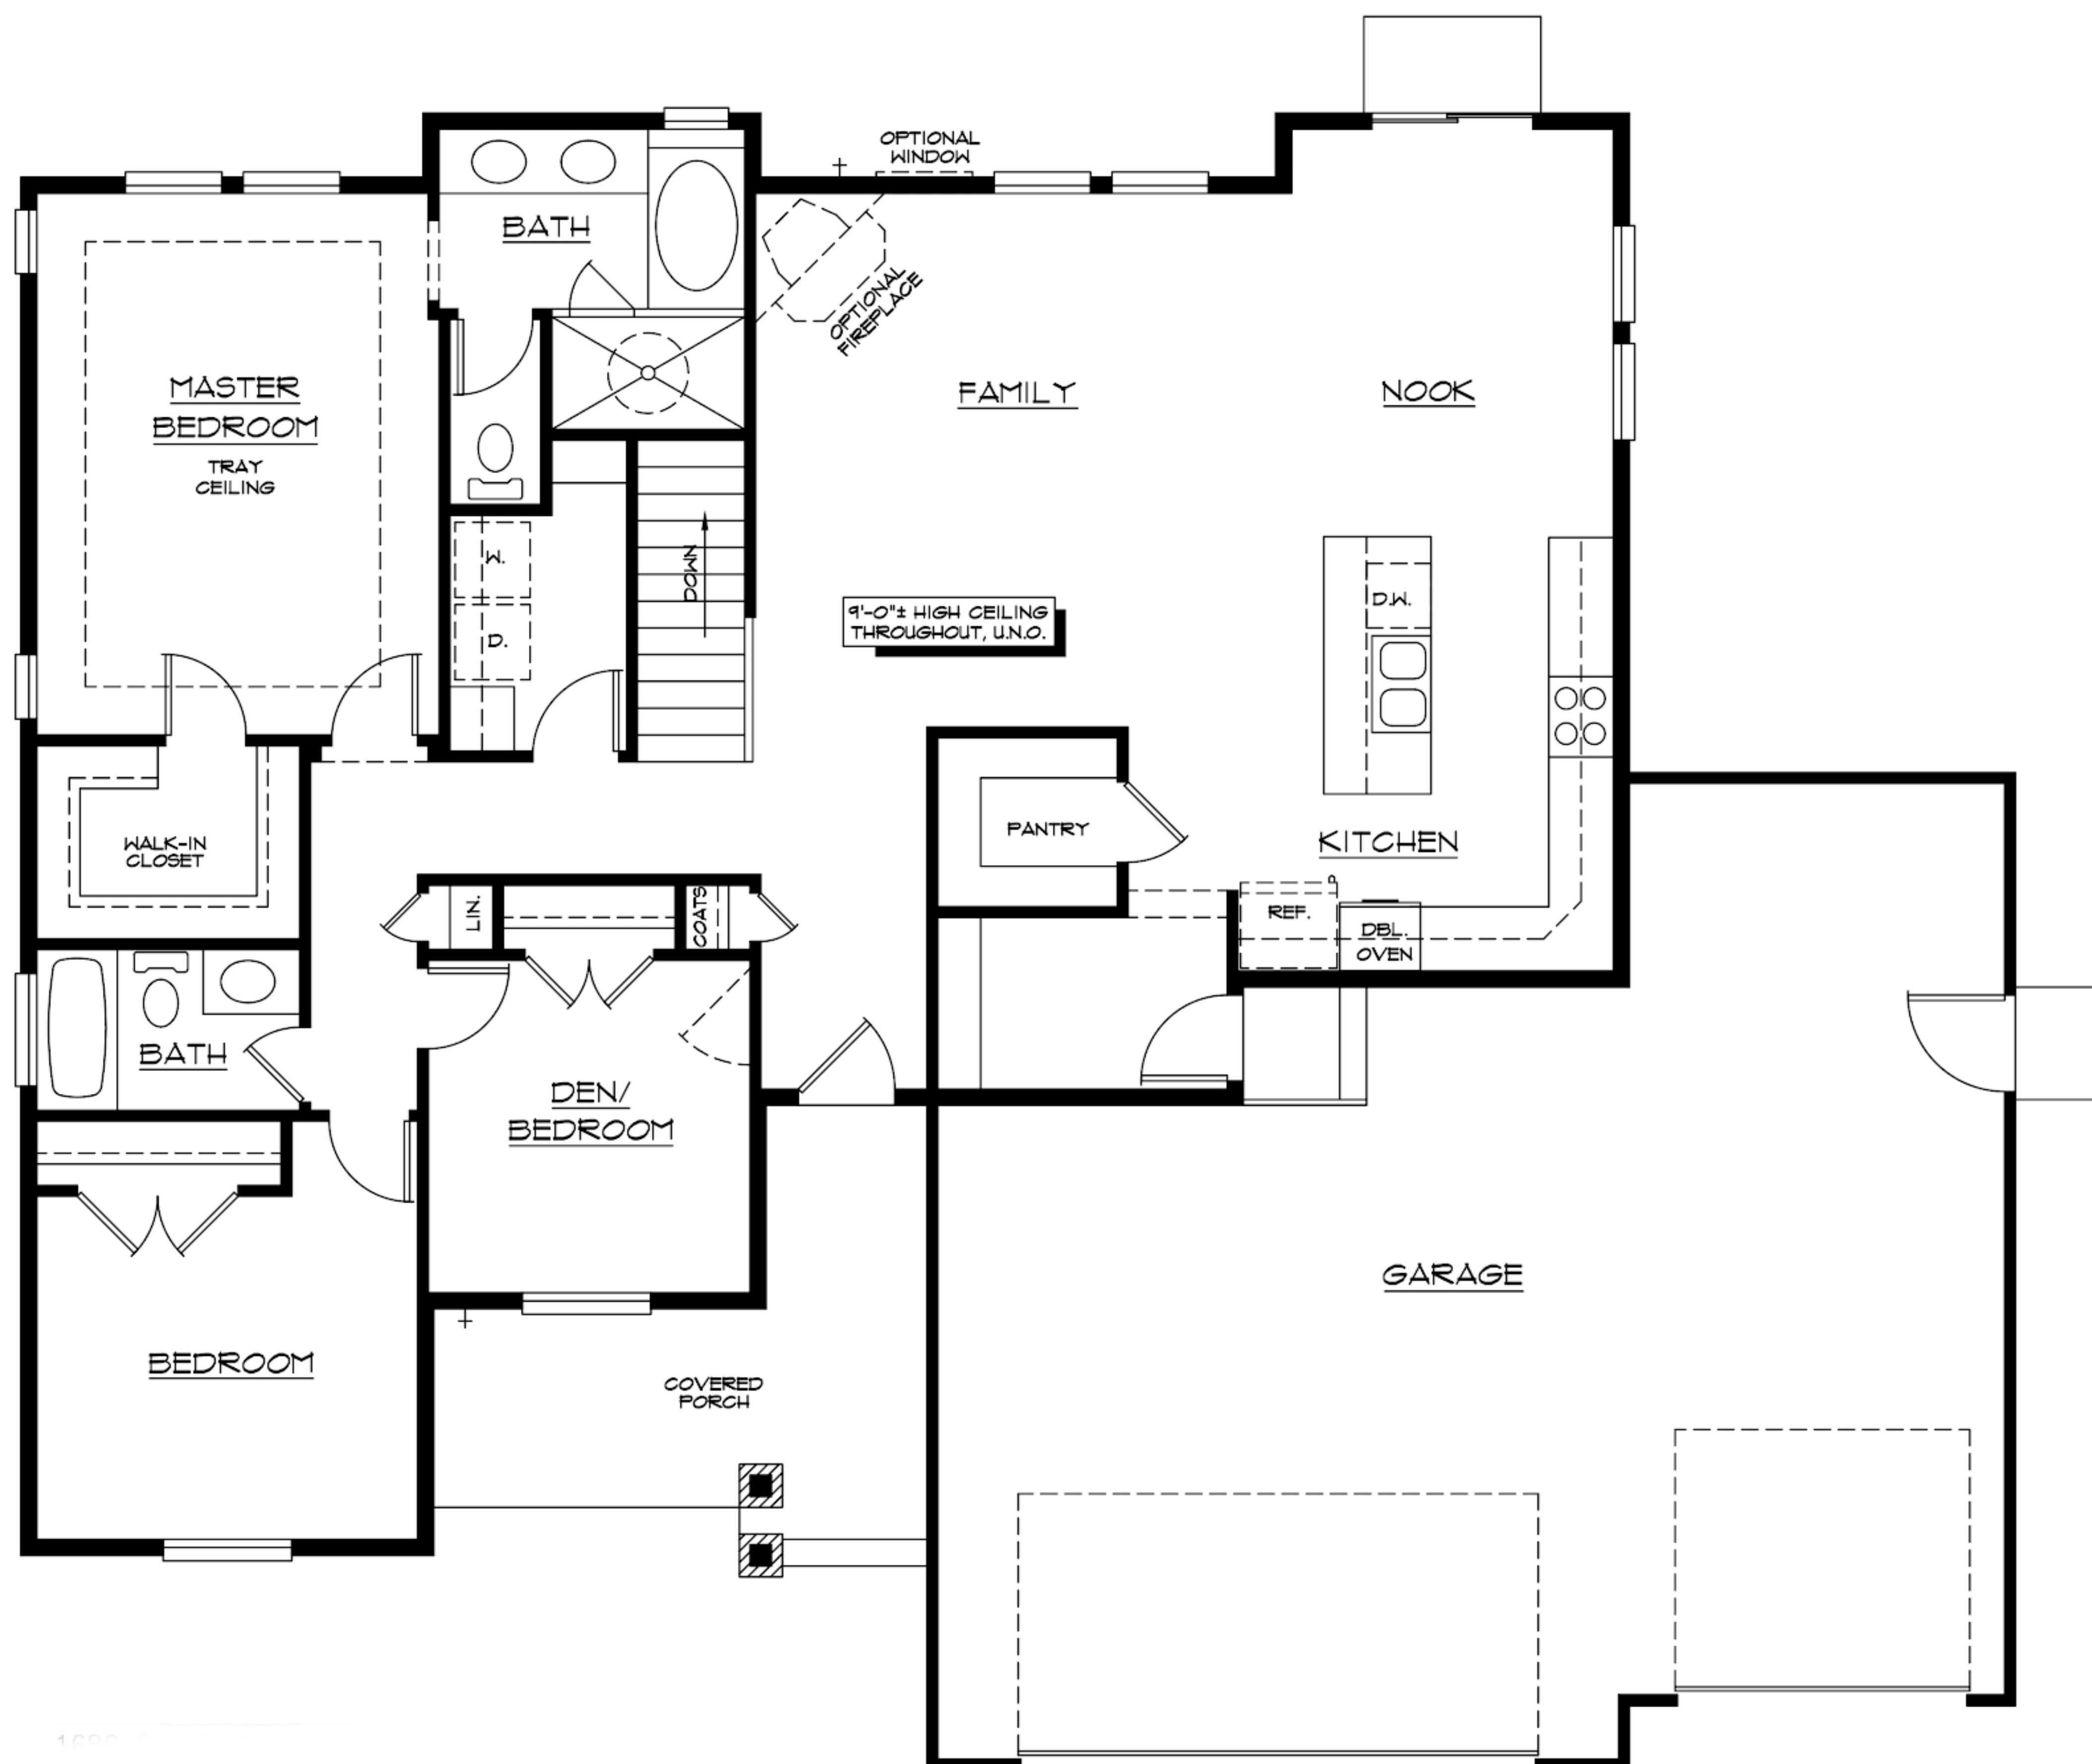 OPTIONAL
WINDOW
BATH
OPTIONAL
FIREPLACE
MASTER
BEDROOM
TRAY
CEILING
FAMILY
NOOK
W.
D.
DOWN
9'-0"± HIGH CEILING
THROUGHOUT, U.N.O.
D.W.
PANTRY
KITCHEN
WALK-IN
CLOSET
LIN.
COATS
REF.
DBL.
OVEN
BATH
DEN/
BEDROOM
GARAGE
BEDROOM
COVERED
PORCH